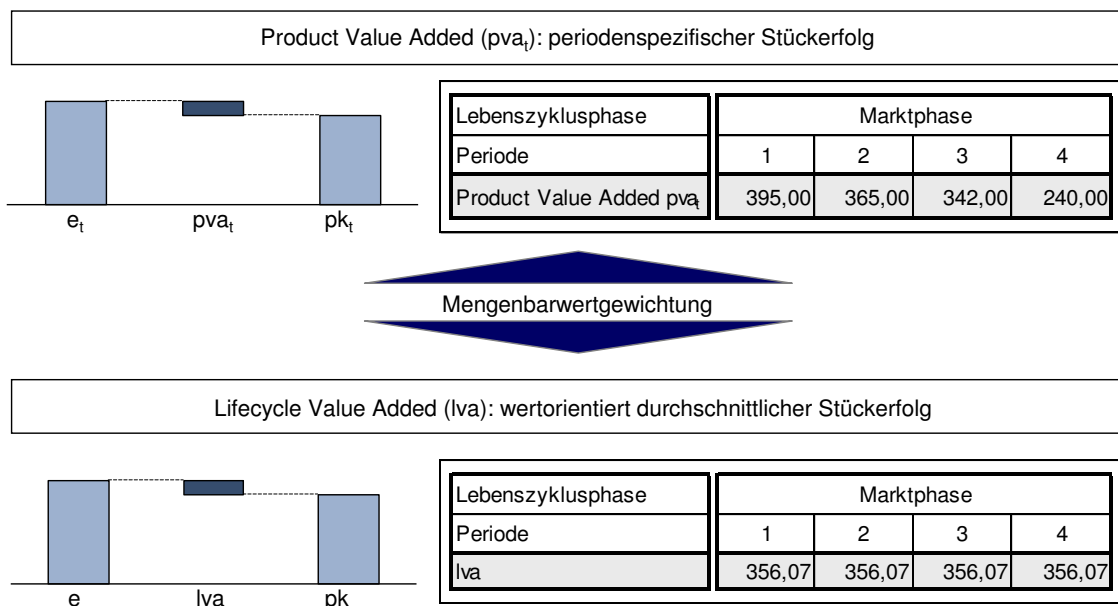 Product Value Added (pvaₜ): periodenspezifischer Stückerfolg
Lebenszyklusphase Marktphase
Periode 1 2 3 4
Product Value Added pvaₜ 395,00 365,00 342,00 240,00
eₜ pvaₜ pkₜ
Mengenbarwertgewichtung
Lifecycle Value Added (lva): wertorientiert durchschnittlicher Stückerfolg
Lebenszyklusphase Marktphase
Periode 1 2 3 4
lva 356,07 356,07 356,07 356,07
e lva pk